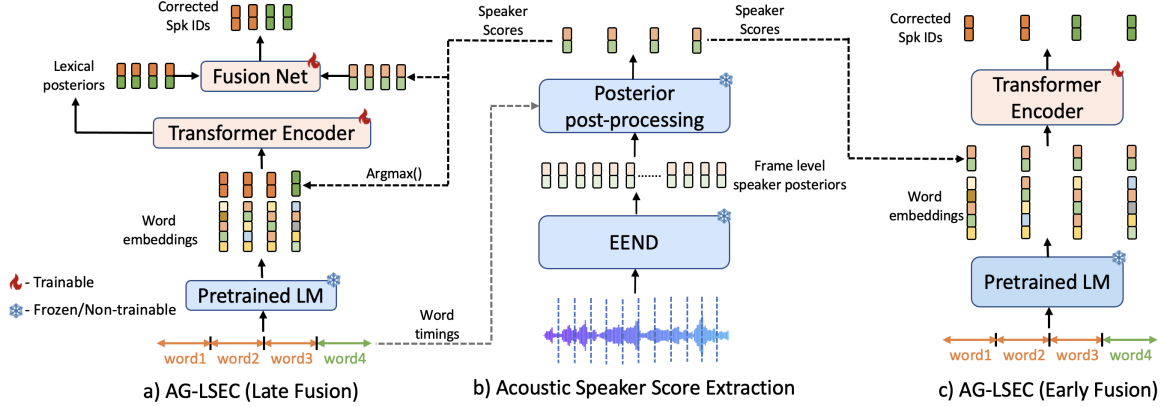 Corrected
Spk IDs
Lexical
posteriors
Fusion Net
Transformer Encoder
Argmax()
Word
embeddings
Pretrained LM
- Trainable
- Frozen/Non-trainable
word1
word2
word3
word4
a) AG-LSEC (Late Fusion)
Speaker
Scores
Speaker
Scores
Posterior
post-processing
Frame level
speaker posteriors
EEND
Word
timings
b) Acoustic Speaker Score Extraction
Corrected
Spk IDs
Transformer
Encoder
Word
embeddings
Pretrained LM
word1
word2
word3
word4
c) AG-LSEC (Early Fusion)